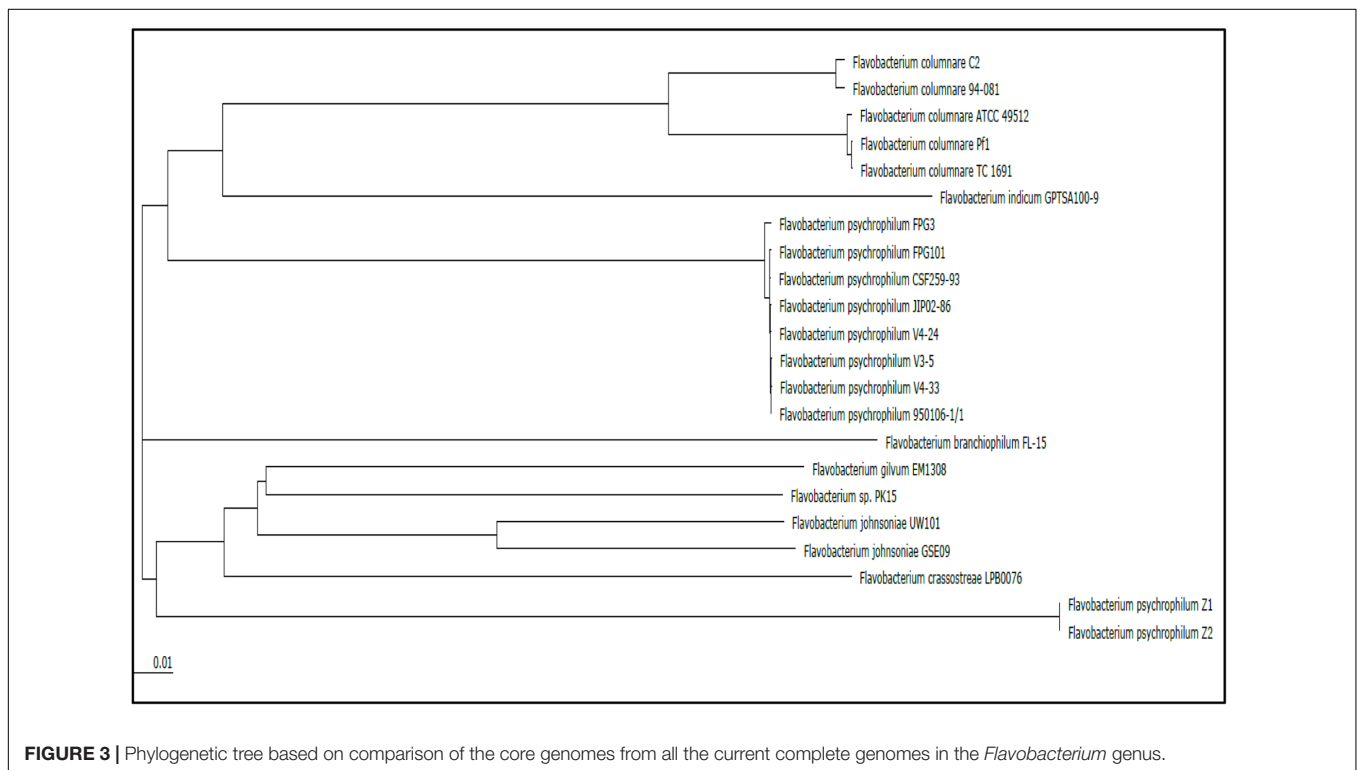 Flavobacterium columnare C2
Flavobacterium columnare 94-081
Flavobacterium columnare ATCC 49512
Flavobacterium columnare Pf1
Flavobacterium columnare TC 1691
Flavobacterium indicum GPTSA100-9
Flavobacterium psychrophilum FPG3
Flavobacterium psychrophilum FPG101
Flavobacterium psychrophilum CSF259-93
Flavobacterium psychrophilum JIP02-86
Flavobacterium psychrophilum V4-24
Flavobacterium psychrophilum V3-5
Flavobacterium psychrophilum V4-33
Flavobacterium psychrophilum 950106-1/1
Flavobacterium branchiophilum FL-15
Flavobacterium gilvum EM1308
Flavobacterium sp. PK15
Flavobacterium johnsoniae UW101
Flavobacterium johnsoniae GSE09
Flavobacterium crassostreae LPB0076
Flavobacterium psychrophilum Z1
Flavobacterium psychrophilum Z2
0.01
FIGURE 3 | Phylogenetic tree based on comparison of the core genomes from all the current complete genomes in the Flavobacterium genus.